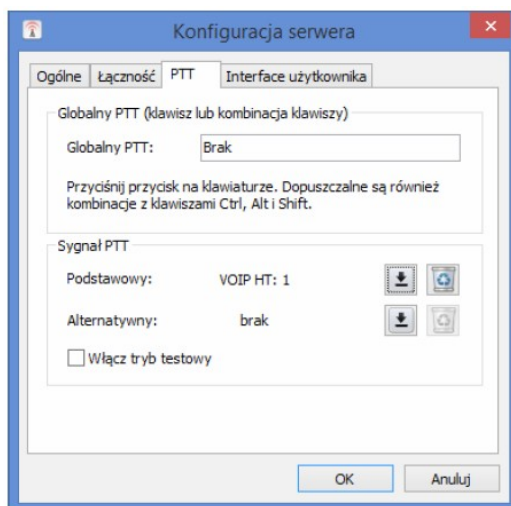 Konfiguracja serwera
Ogólne Łączność PTT Interface użytkownika
Globalny PTT (klawisz lub kombinacja klawiszy)
Globalny PTT: Brak
Przyciśnij przycisk na klawiaturze. Dopuszczalne są również
kombinacje z klawiszami Ctrl, Alt i Shift.
Sygnał PTT
Podstawowy: VOIP HT: 1
Alternatywny: brak
Włącz tryb testowy
OK Anuluj